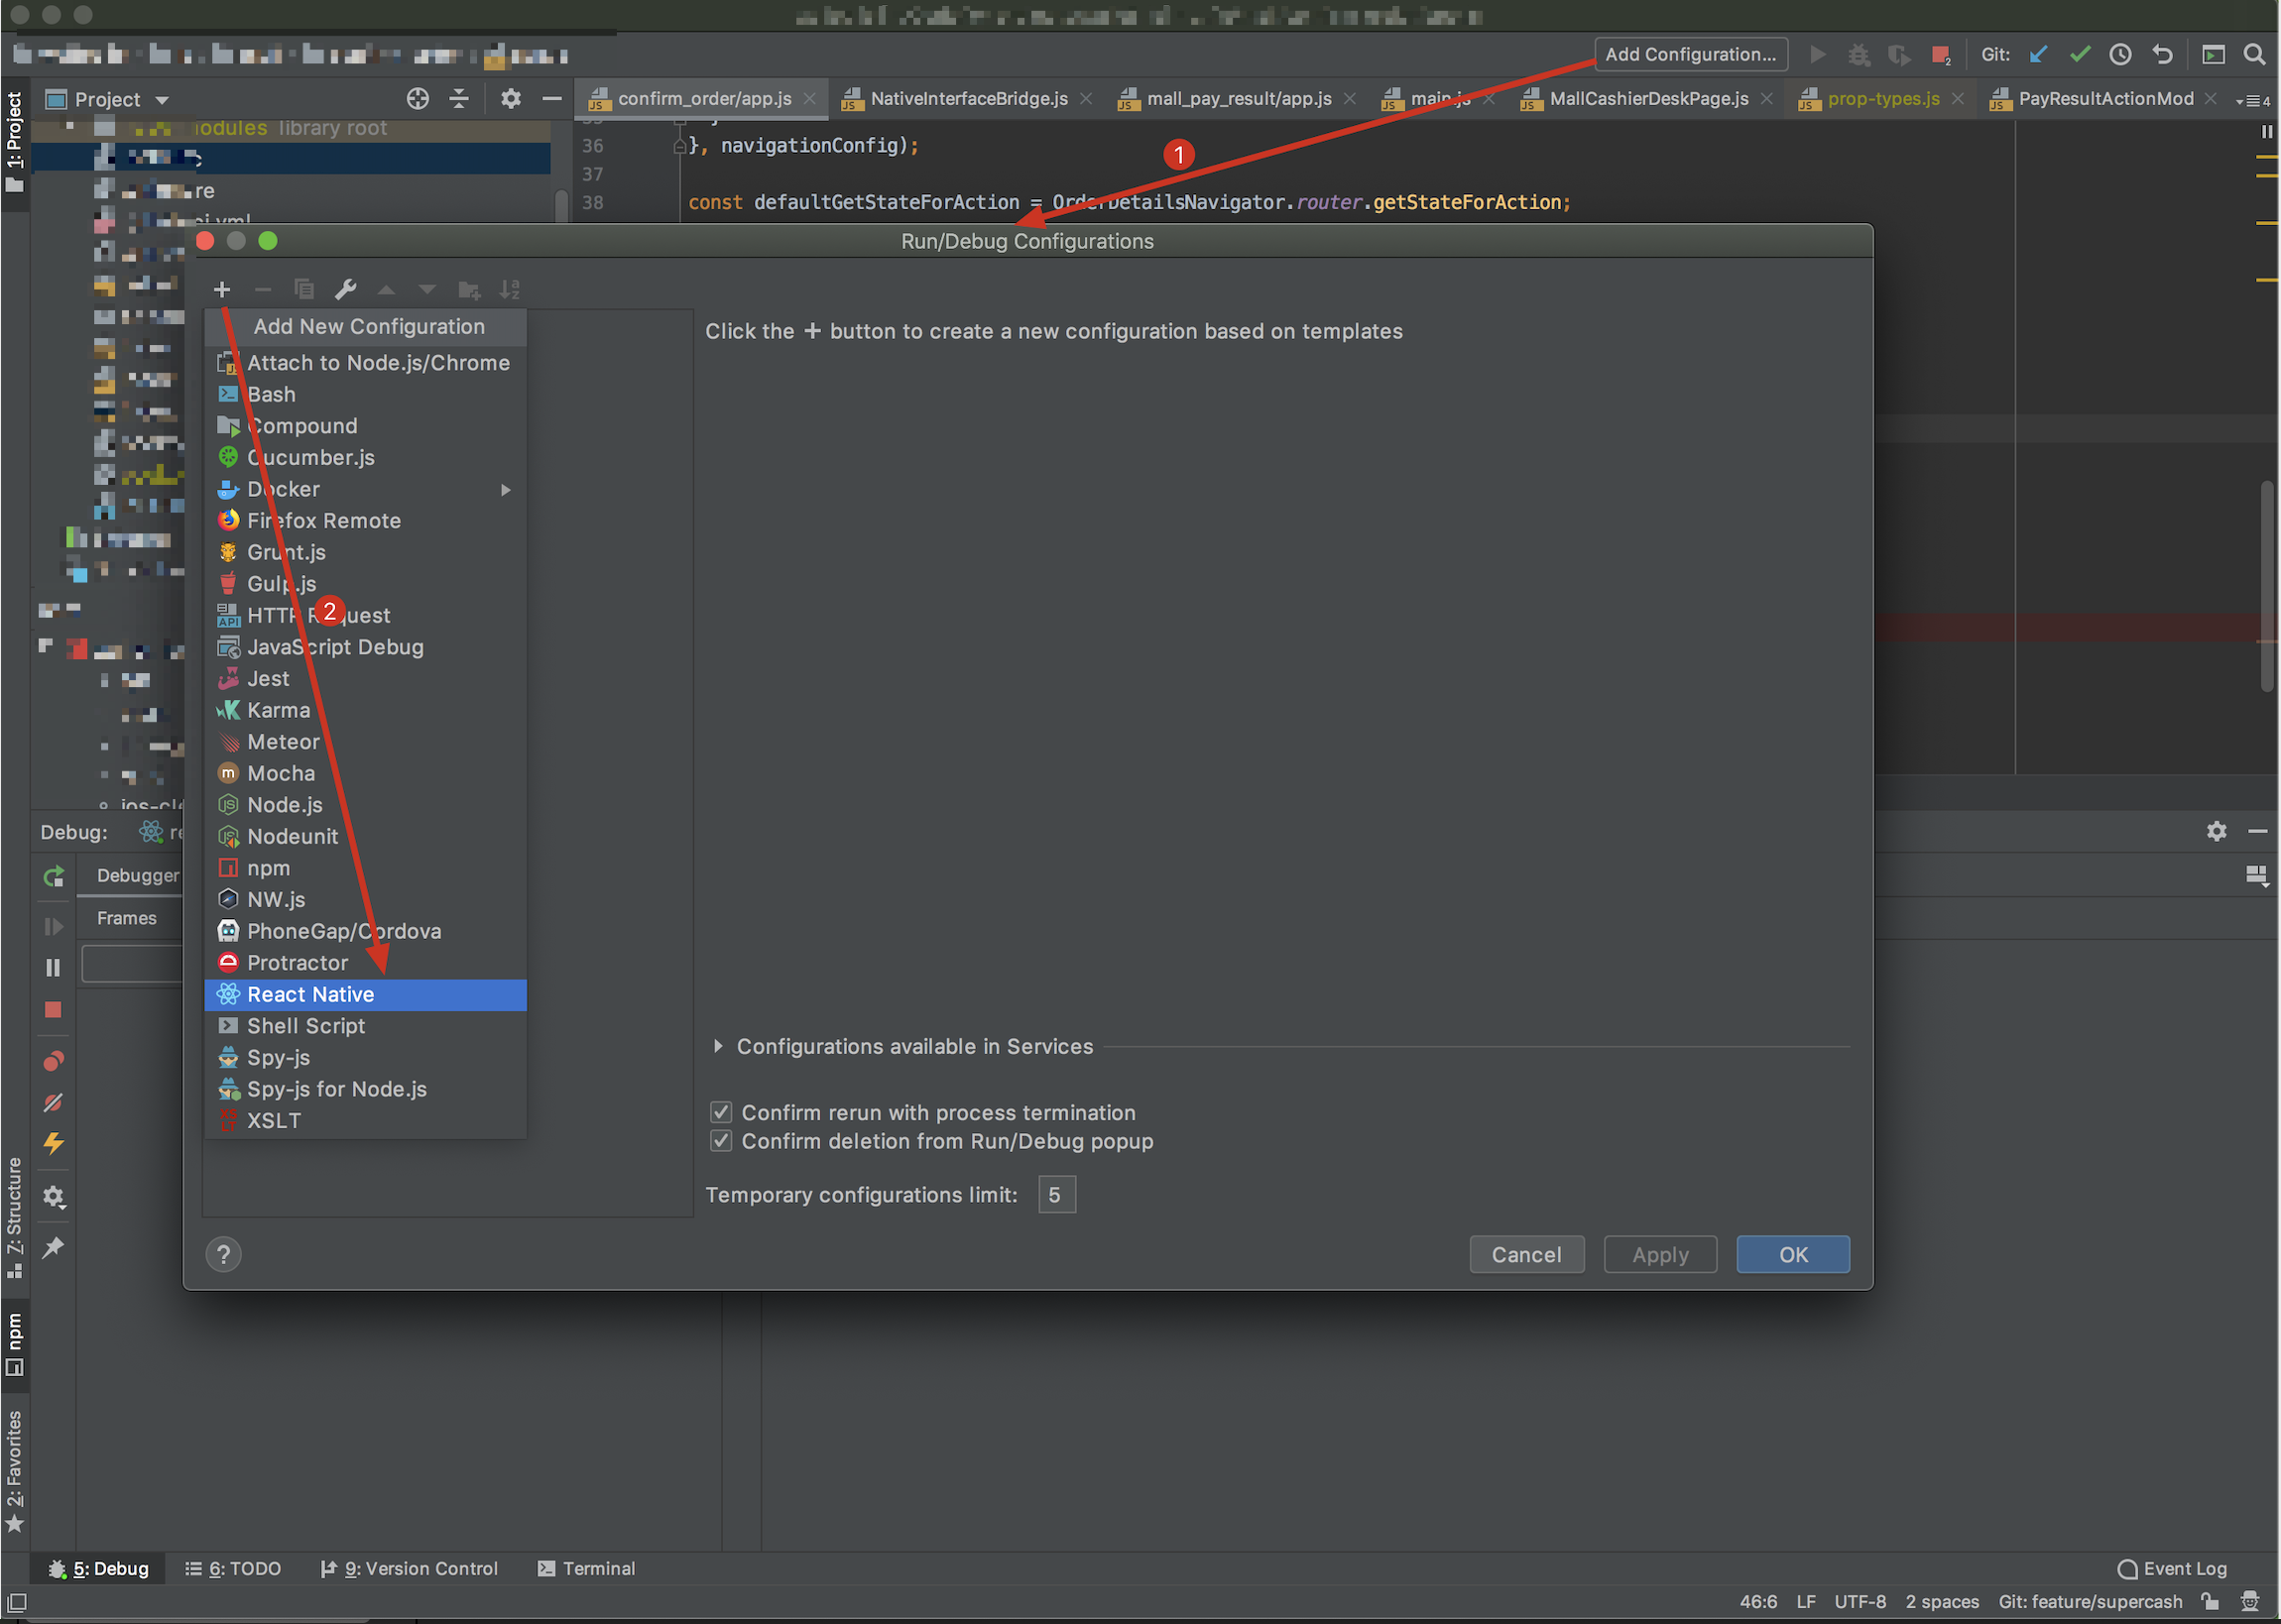 Add Configuration...
Git:
1: Project
Project
confirm_order/app.js
NativeInterfaceBridge.js
mall_pay_result/app.js
main.js
MallCashierDeskPage.js
prop-types.js
PayResultActionMod
4
library root
36 }, navigationConfig);
37
38 const defaultGetStateForAction = OrderDetailsNavigator.router.getStateForAction;
1
Run/Debug Configurations
Add New Configuration
Click the + button to create a new configuration based on templates
Attach to Node.js/Chrome
Bash
Compound
Cucumber.js
Docker
Firefox Remote
Grunt.js
Gulp.js
HTTP Request
2
JavaScript Debug
Jest
Karma
Meteor
Mocha
Node.js
Nodeunit
npm
NW.js
PhoneGap/Cordova
Protractor
React Native
Shell Script
Spy-js
Spy-js for Node.js
XSLT
Configurations available in Services
Confirm rerun with process termination
Confirm deletion from Run/Debug popup
Temporary configurations limit: 5
?
Cancel
Apply
OK
Debug:
Debugger
Frames
Z: Structure
npm
2: Favorites
5: Debug
6: TODO
9: Version Control
Terminal
Event Log
46:6 LF UTF-8 2 spaces Git: feature/supercash